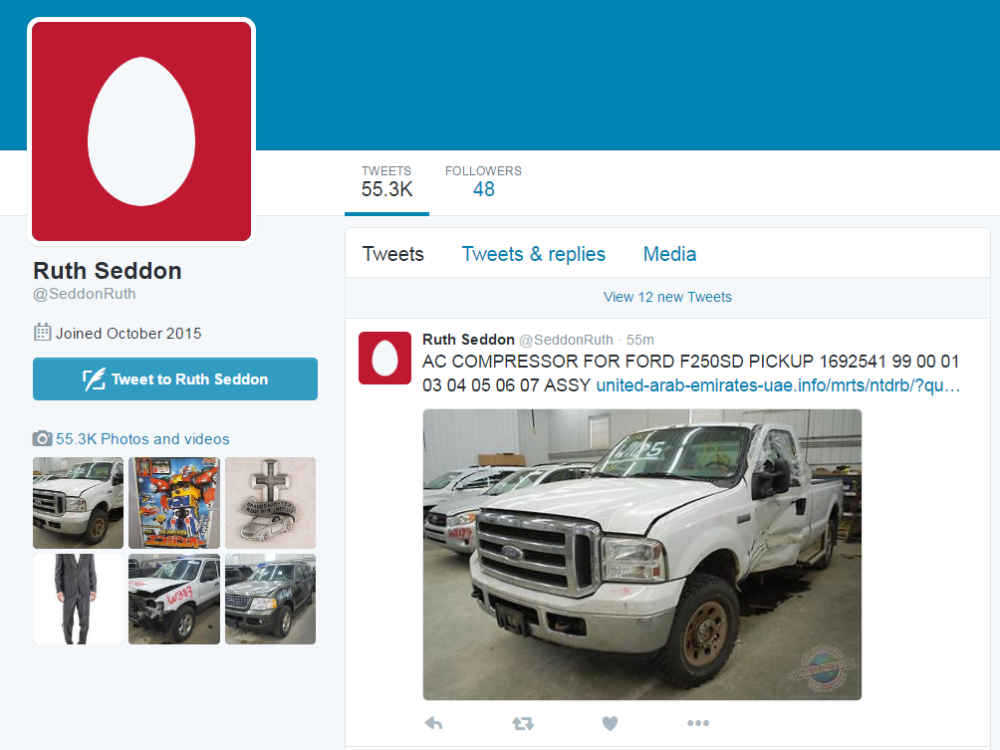 TWEETS
55.3K
FOLLOWERS
48
Ruth Seddon
@SeddonRuth
Joined October 2015
Tweet to Ruth Seddon
55.3K Photos and videos
Tweets
Tweets & replies
Media
View 12 new Tweets
Ruth Seddon @SeddonRuth · 55m
AC COMPRESSOR FOR FORD F250SD PICKUP 1692541 99 00 01
03 04 05 06 07 ASSY united-arab-emirates-uae.info/mrts/ntdrb/?qu…
W383